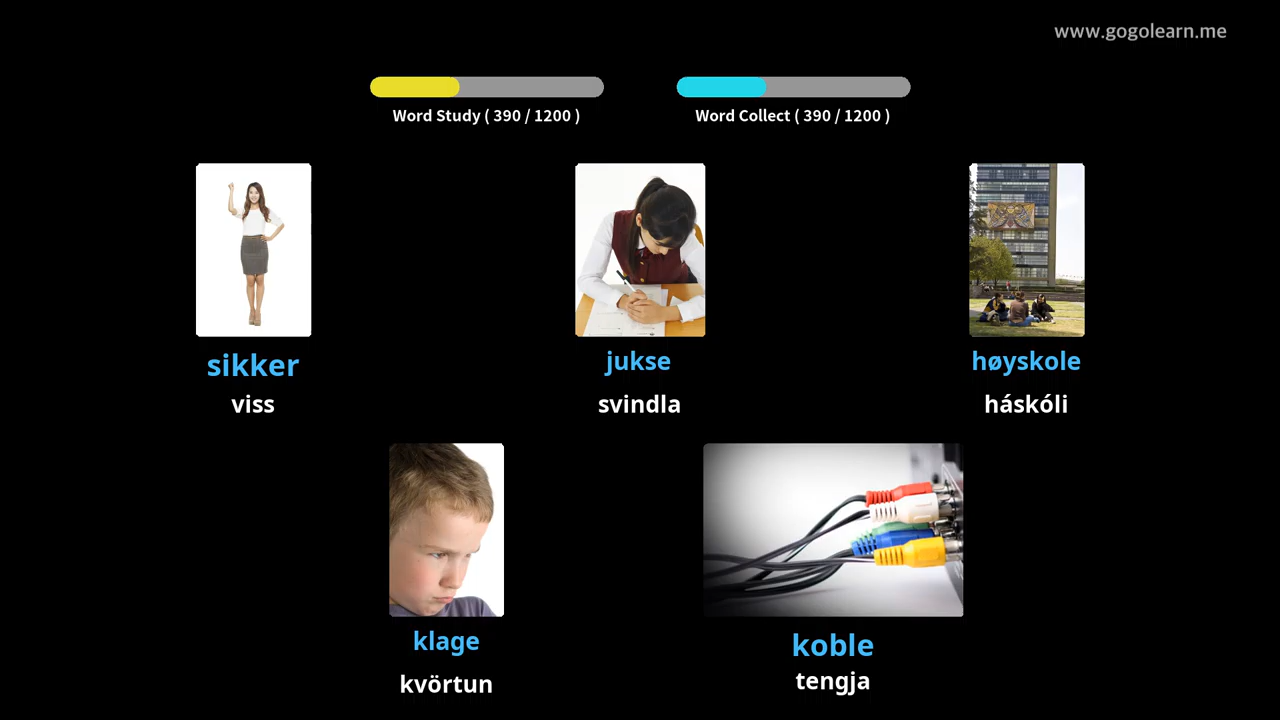 www.gogolearn.me
Word Study ( 390 / 1200 )
Word Collect ( 390 / 1200 )
sikker
viss
jukse
svindla
høyskole
háskóli
klage
kvörtun
koble
tengja